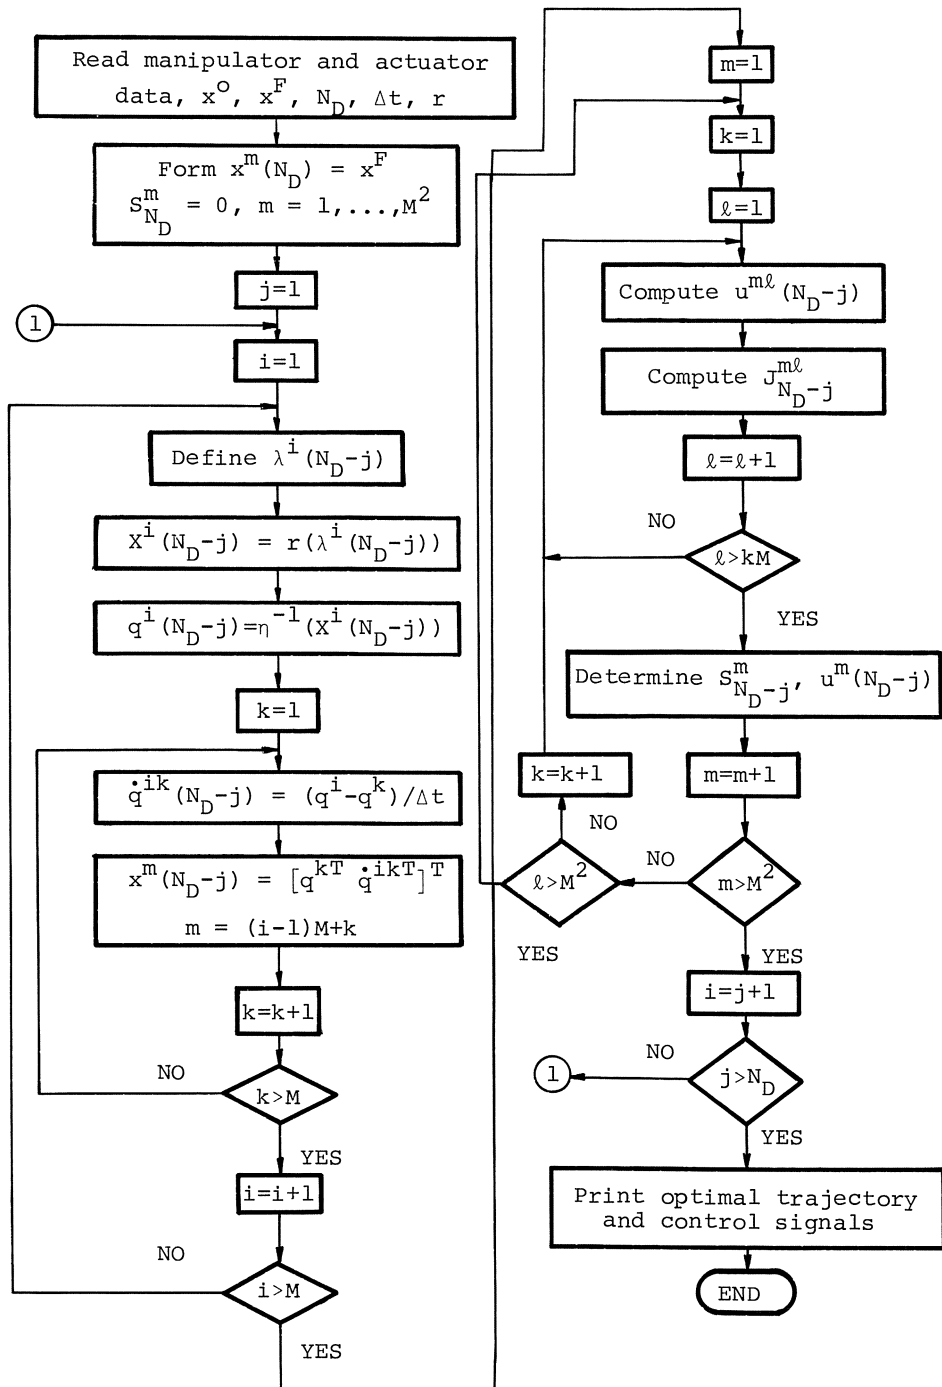 Read manipulator and actuator
data, x^o, x^F, N_D, Δt, r
Form x^m(N_D) = x^F
S^m_{N_D} = 0, m = 1,...,M^2
j=1
1
i=1
Define λ^i(N_D-j)
X^i(N_D-j) = r(λ^i(N_D-j))
q^i(N_D-j)=η^{-1}(X^i(N_D-j))
k=1
q̇^{ik}(N_D-j) = (q^i-q^k)/Δt
x^m(N_D-j) = [q^{kT} q̇^{ikT}]^T
m = (i-1)M+k
k=k+1
NO
k>M
YES
i=i+1
NO
i>M
YES
m=1
k=1
ℓ=1
Compute u^{mℓ}(N_D-j)
Compute J^{mℓ}_{N_D-j}
ℓ=ℓ+1
NO
ℓ>kM
YES
Determine S^m_{N_D-j}, u^m(N_D-j)
k=k+1
m=m+1
NO
NO
ℓ>M^2
m>M^2
YES
YES
i=j+1
NO
1
j>N_D
YES
Print optimal trajectory
and control signals
END